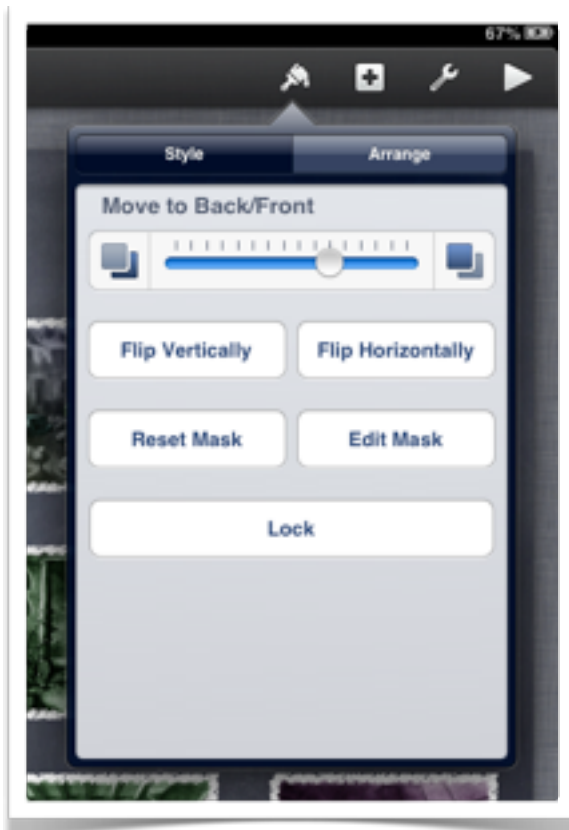 67%
Style Arrange
Move to Back/Front
Flip Vertically Flip Horizontally
Reset Mask Edit Mask
Lock